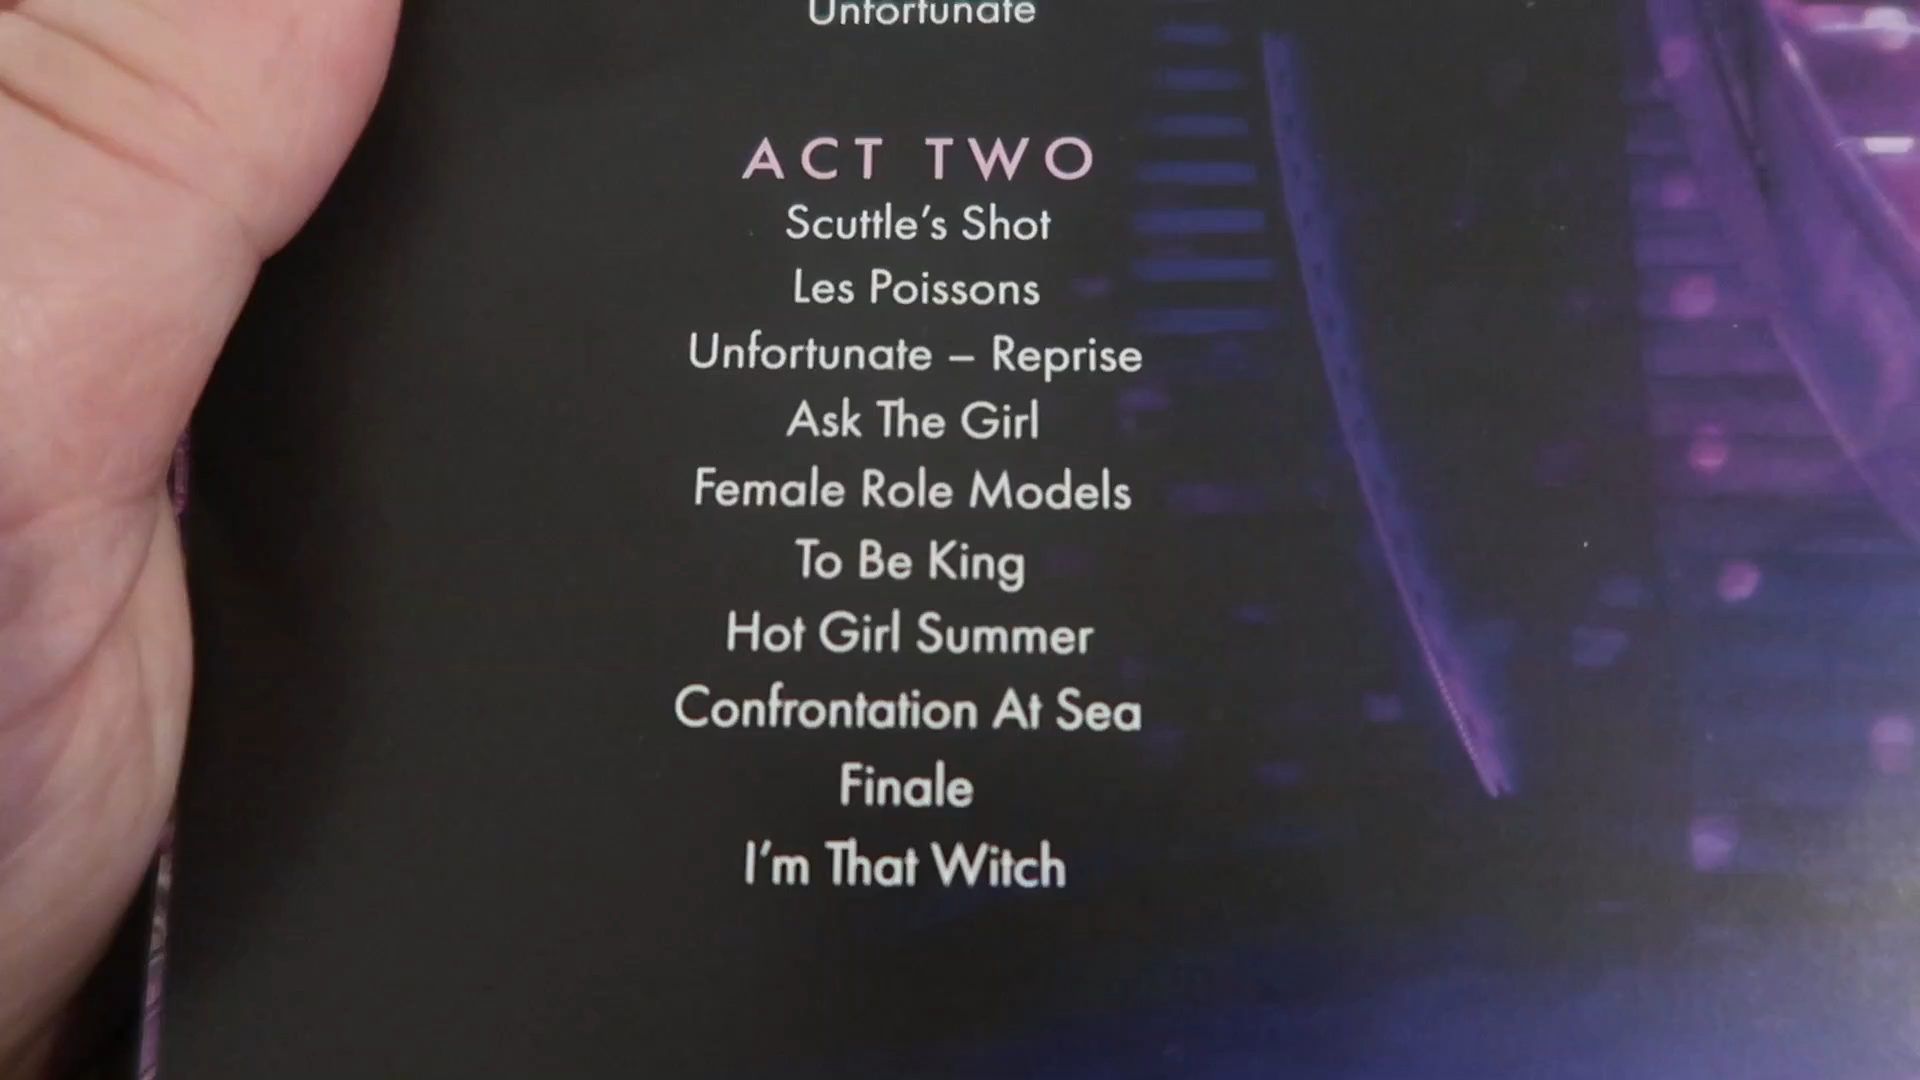 Unfortunate
ACT TWO
Scuttle's Shot
Les Poissons
Unfortunate – Reprise
Ask The Girl
Female Role Models
To Be King
Hot Girl Summer
Confrontation At Sea
Finale
I'm That Witch